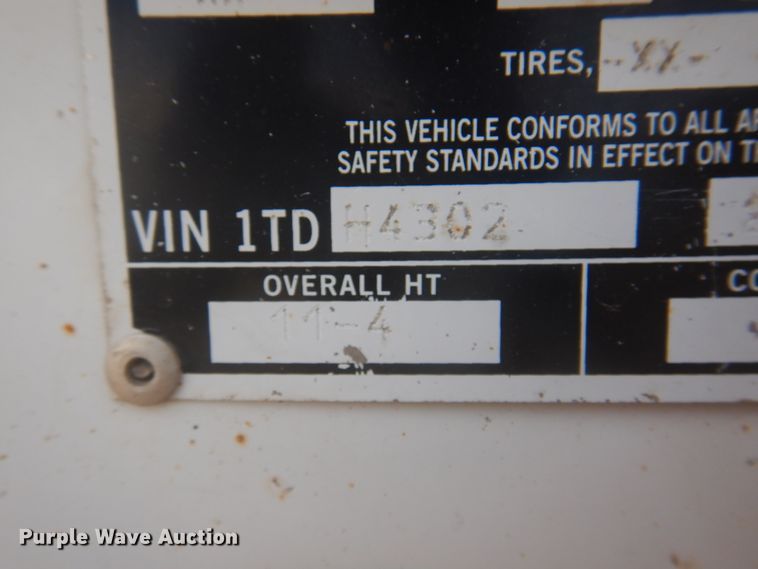 TIRES, -XX-
THIS VEHICLE CONFORMS TO ALL
SAFETY STANDARDS IN EFFECT ON
VIN 1TD H4302
OVERALL HT
11-4
Purple Wave Auction